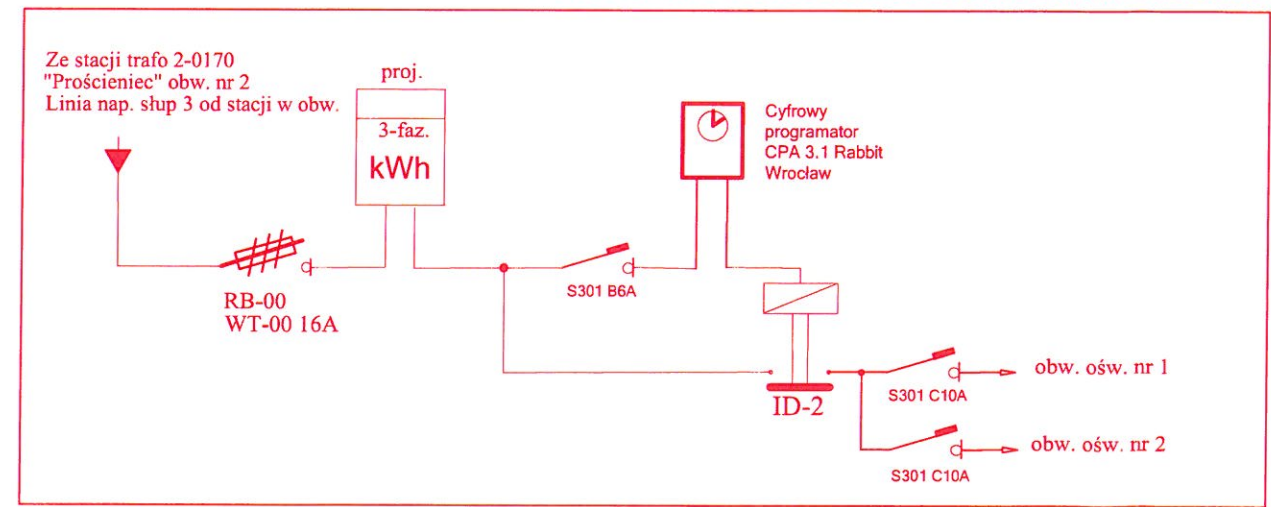 Ze stacji trafo 2-0170
"Prościeniec" obw. nr 2
Linia nap. słup 3 od stacji w obw.
proj.
3-faz.
kWh
Cyfrowy
programator
CPA 3.1 Rabbit
Wrocław
RB-00
WT-00 16A
S301 B6A
ID-2
S301 C10A
obw. ośw. nr 1
S301 C10A
obw. ośw. nr 2